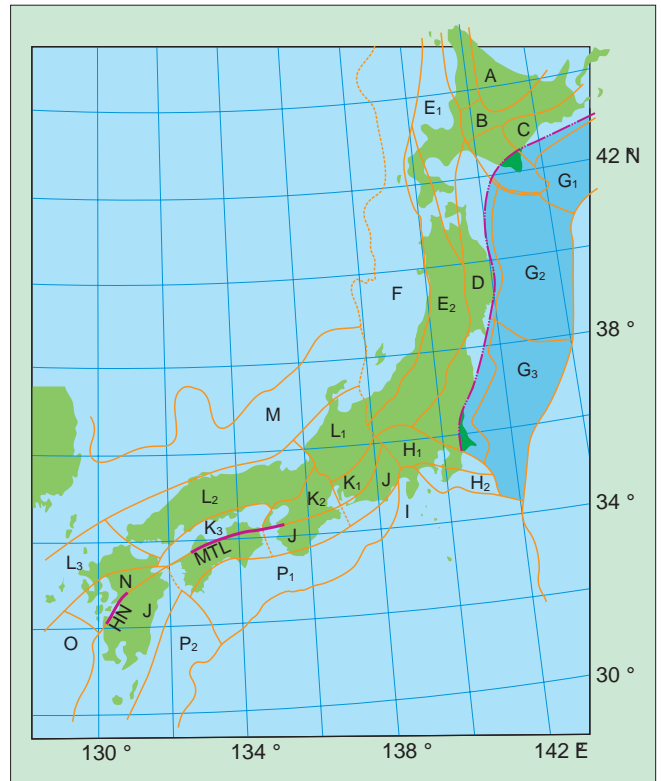 A
E1
B
C
42 °N
G1
G2
F
D
E2
38 °
G3
M
L1
H1
K1
J
H2
L2
K2
I
34 °
K3
J
MTL
L3
P1
N
HN
J
O
P2
30 °
130 °
134 °
138 °
142 E